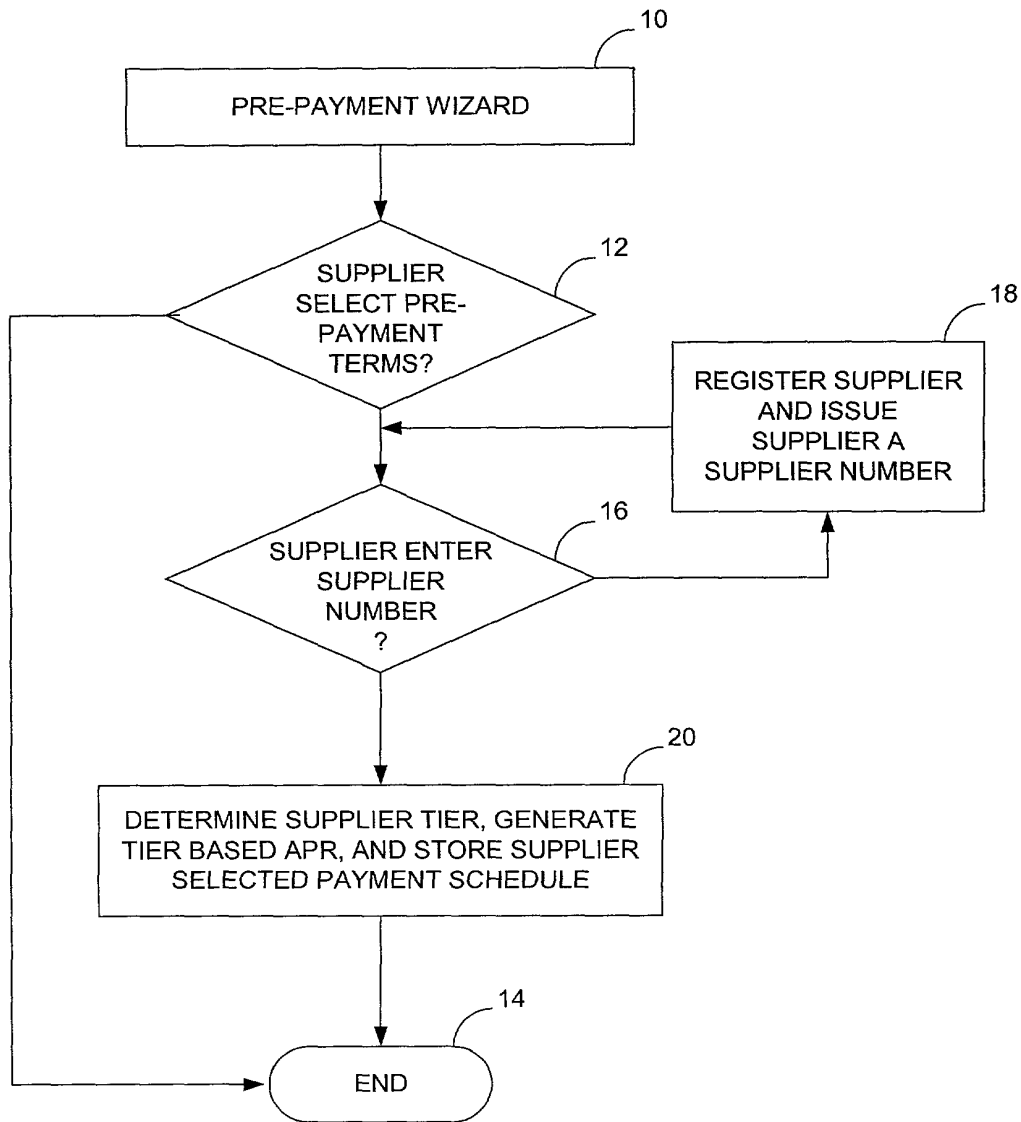 10
PRE-PAYMENT WIZARD
12
SUPPLIER
SELECT PRE-
PAYMENT
TERMS?
18
REGISTER SUPPLIER
AND ISSUE
SUPPLIER A
SUPPLIER NUMBER
16
SUPPLIER ENTER
SUPPLIER
NUMBER
?
20
DETERMINE SUPPLIER TIER, GENERATE
TIER BASED APR, AND STORE SUPPLIER
SELECTED PAYMENT SCHEDULE
14
END